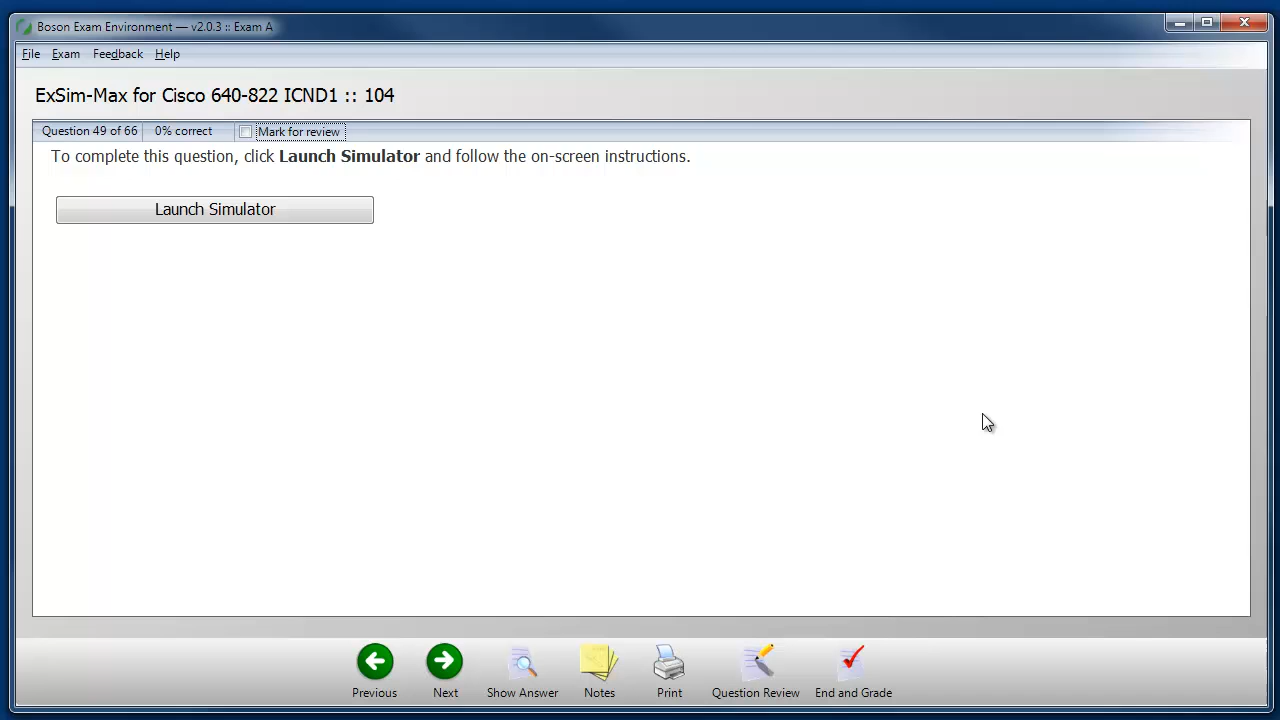 Boson Exam Environment — v2.0.3 :: Exam A
File Exam Feedback Help
ExSim-Max for Cisco 640-822 ICND1 :: 104
Question 49 of 66 0% correct Mark for review
To complete this question, click Launch Simulator and follow the on-screen instructions.
Launch Simulator
Previous Next Show Answer Notes Print Question Review End and Grade